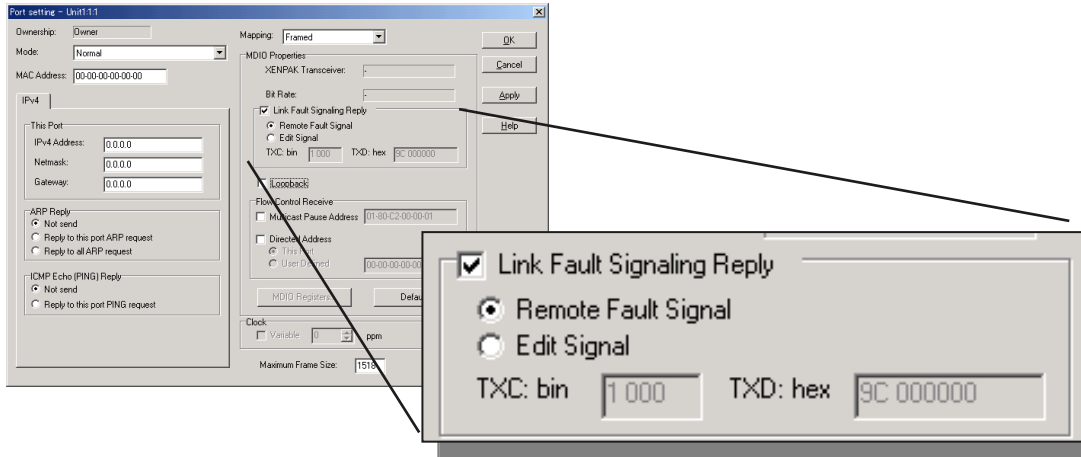 Port setting - Unit1:1:1
Ownership: Owner
Mode: Normal
MAC Address: 00-00-00-00-00-00
IPv4
This Port
IPv4 Address: 0.0.0.0
Netmask: 0.0.0.0
Gateway: 0.0.0.0
ARP Reply
Not send
Reply to this port ARP request
Reply to all ARP request
ICMP Echo (PING) Reply
Not send
Reply to this port PING request
Mapping: Framed
MDIO Properties
XENPAK Transceiver: -
Bit Rate: -
Link Fault Signaling Reply
Remote Fault Signal
Edit Signal
TXC: bin 1 000 TXD: hex 9C 000000
Loopback
Flow Control Receive
Multicast Pause Address 01-80-C2-00-00-01
Directed Address
This Port
User Defined 00-00-00-00-00
MDIO Registers
Defau
Clock
Variable 0 ppm
Maximum Frame Size: 1518
OK
Cancel
Apply
Help
Link Fault Signaling Reply
Remote Fault Signal
Edit Signal
TXC: bin 1 000 TXD: hex 9C 000000